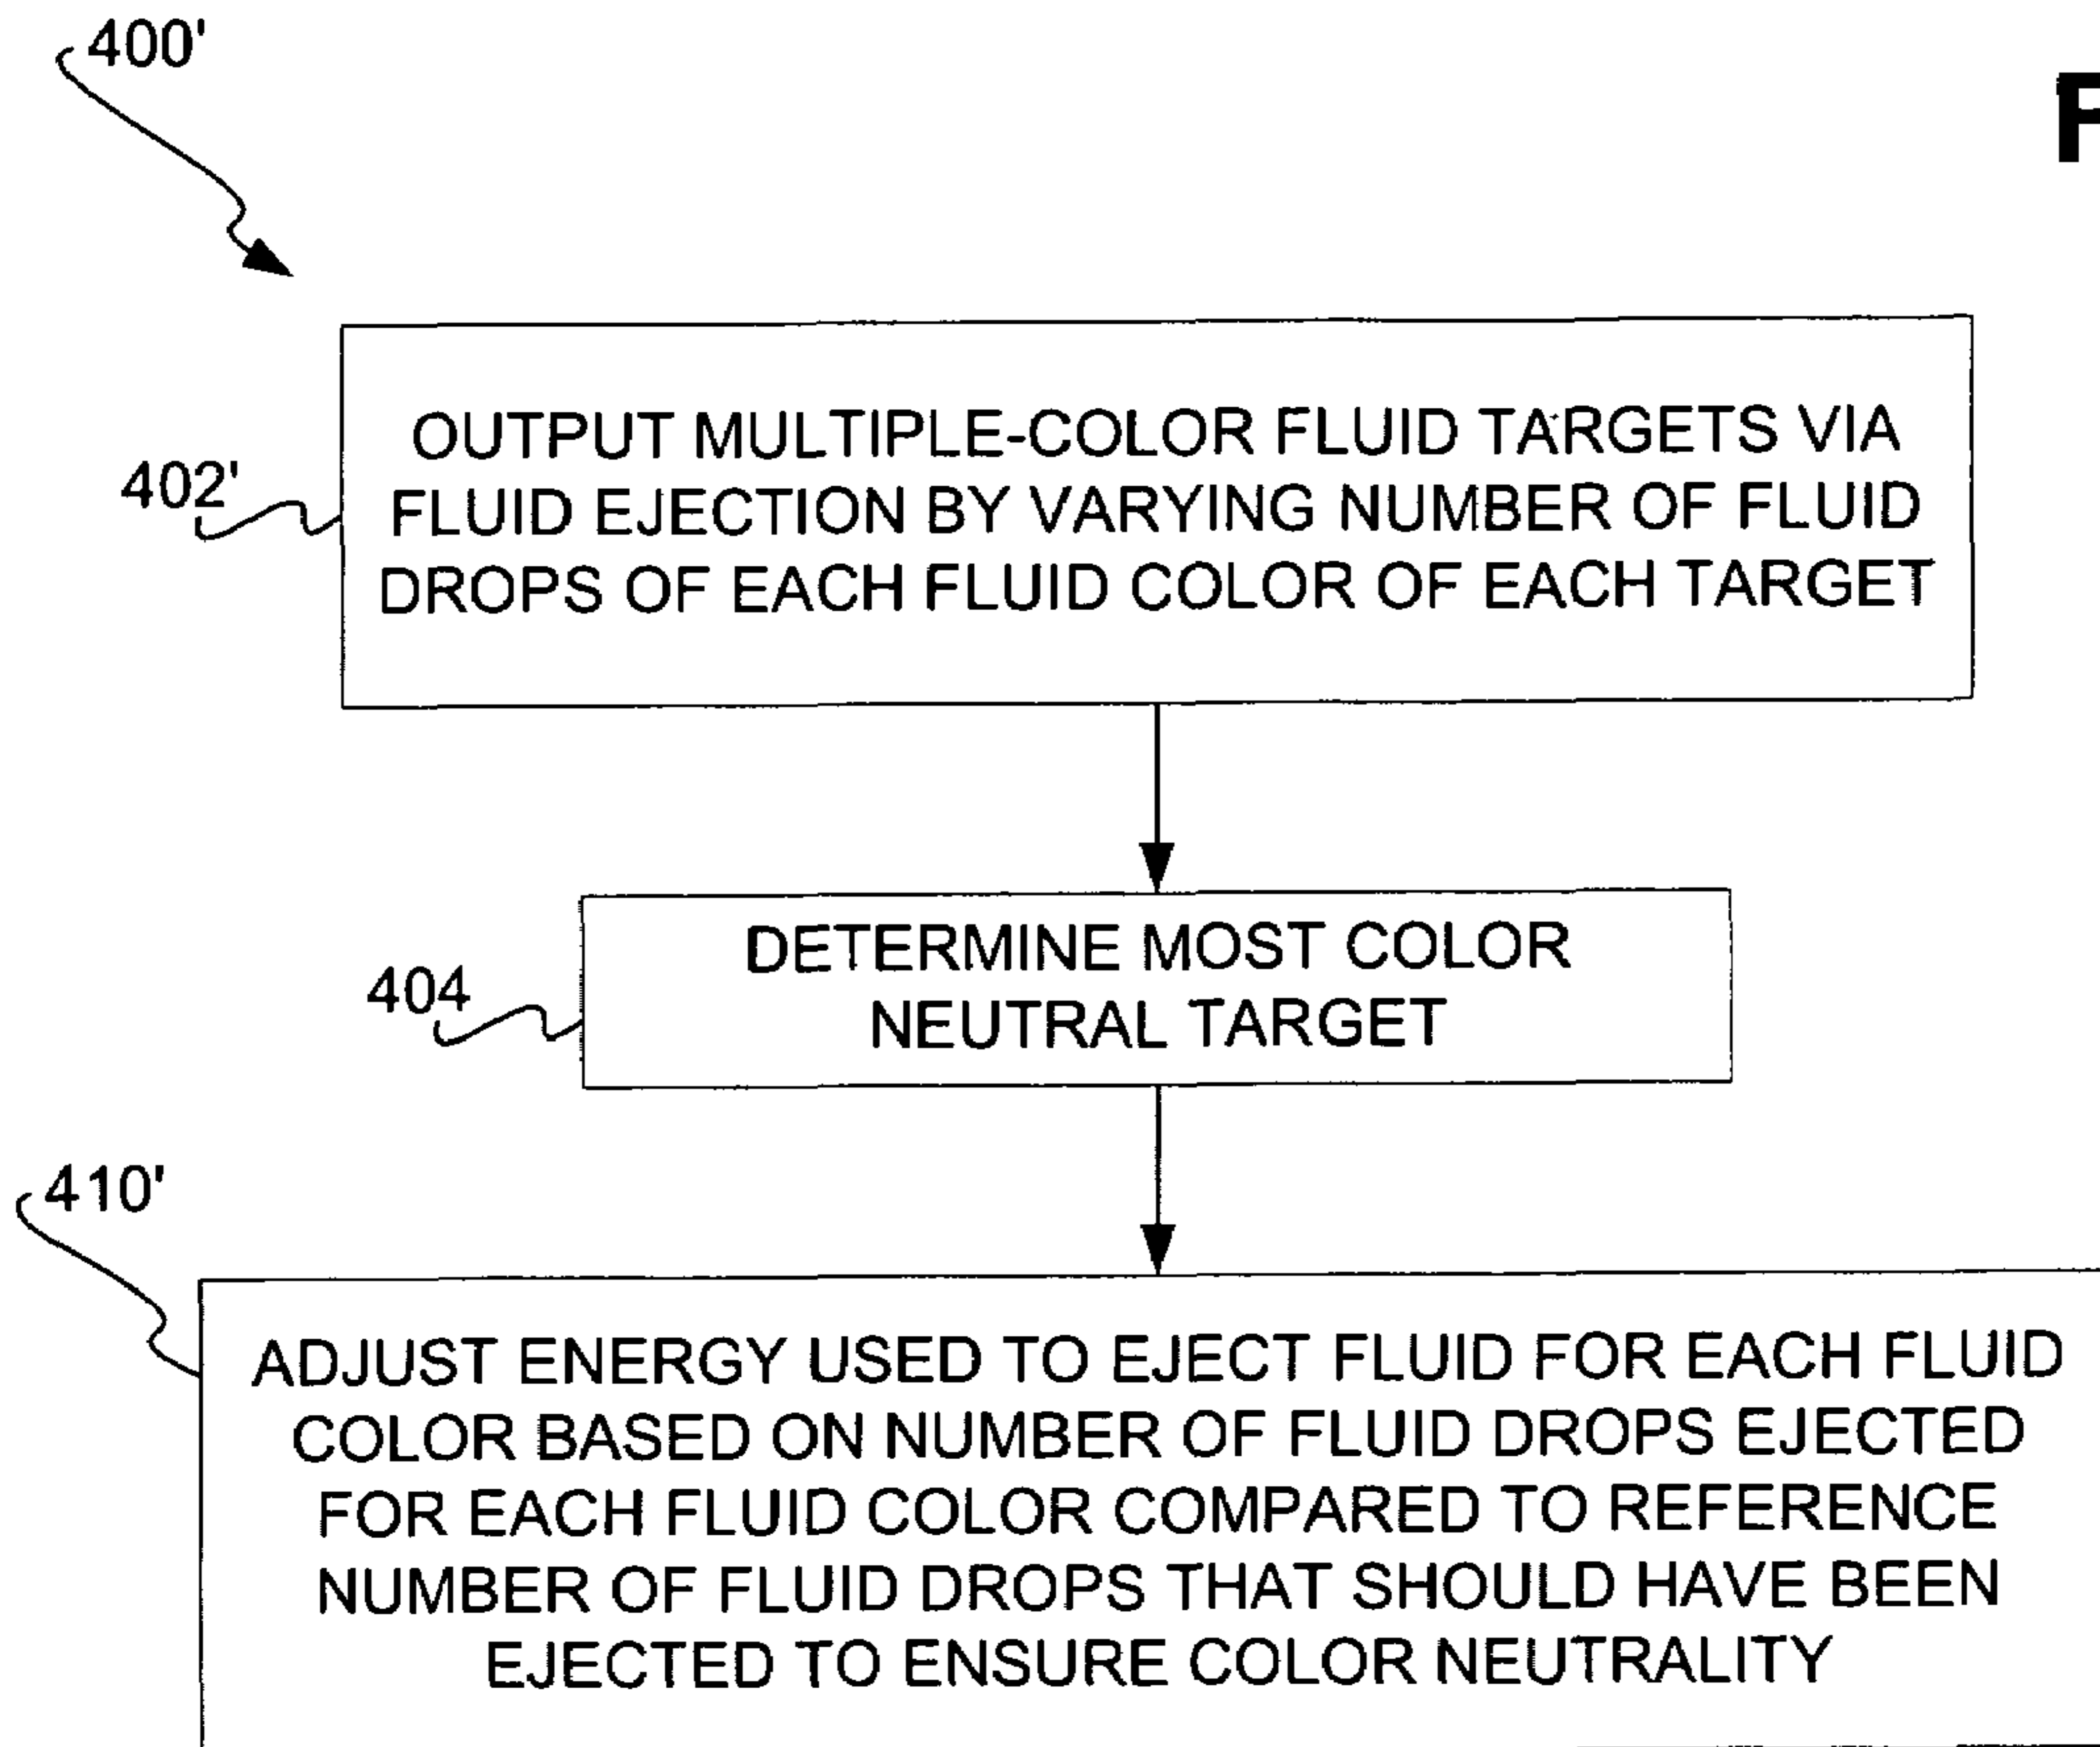 400'
F
402'
OUTPUT MULTIPLE-COLOR FLUID TARGETS VIA
FLUID EJECTION BY VARYING NUMBER OF FLUID
DROPS OF EACH FLUID COLOR OF EACH TARGET
404
DETERMINE MOST COLOR
NEUTRAL TARGET
410'
ADJUST ENERGY USED TO EJECT FLUID FOR EACH FLUID
COLOR BASED ON NUMBER OF FLUID DROPS EJECTED
FOR EACH FLUID COLOR COMPARED TO REFERENCE
NUMBER OF FLUID DROPS THAT SHOULD HAVE BEEN
EJECTED TO ENSURE COLOR NEUTRALITY